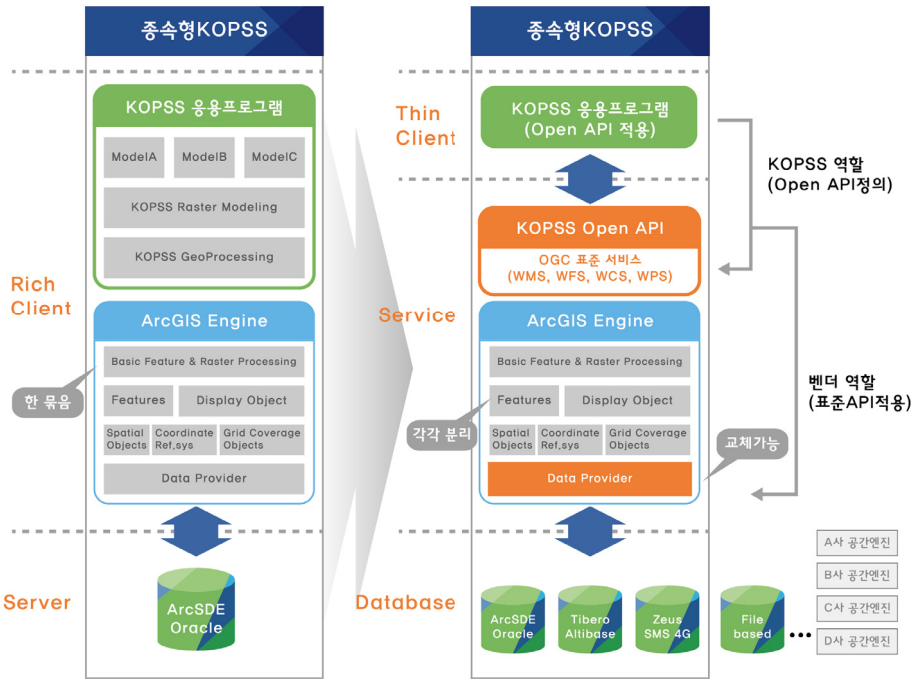 종속형KOPSS
KOPSS 응용프로그램
ModelA
ModelB
ModelC
KOPSS Raster Modeling
KOPSS GeoProcessing
Rich
Client
ArcGIS Engine
Basic Feature & Raster Processing
한 묶음
Features
Display Object
Spatial
Objects
Coordinate
Ref,sys
Grid Coverage
Objects
Data Provider
Server
ArcSDE
Oracle
종속형KOPSS
Thin
Client
KOPSS 응용프로그램
(Open API 적용)
KOPSS 역할
(Open API정의)
KOPSS Open API
OGC 표준 서비스
(WMS, WFS, WCS, WPS)
Service
ArcGIS Engine
Basic Feature & Raster Processing
벤더 역할
(표준API적용)
Features
Display Object
각각 분리
Spatial
Objects
Coordinate
Ref,sys
Grid Coverage
Objects
교체가능
Data Provider
Database
ArcSDE
Oracle
Tibero
Altibase
Zeus
SMS 4G
File
based
...
A사 공간엔진
B사 공간엔진
C사 공간엔진
D사 공간엔진